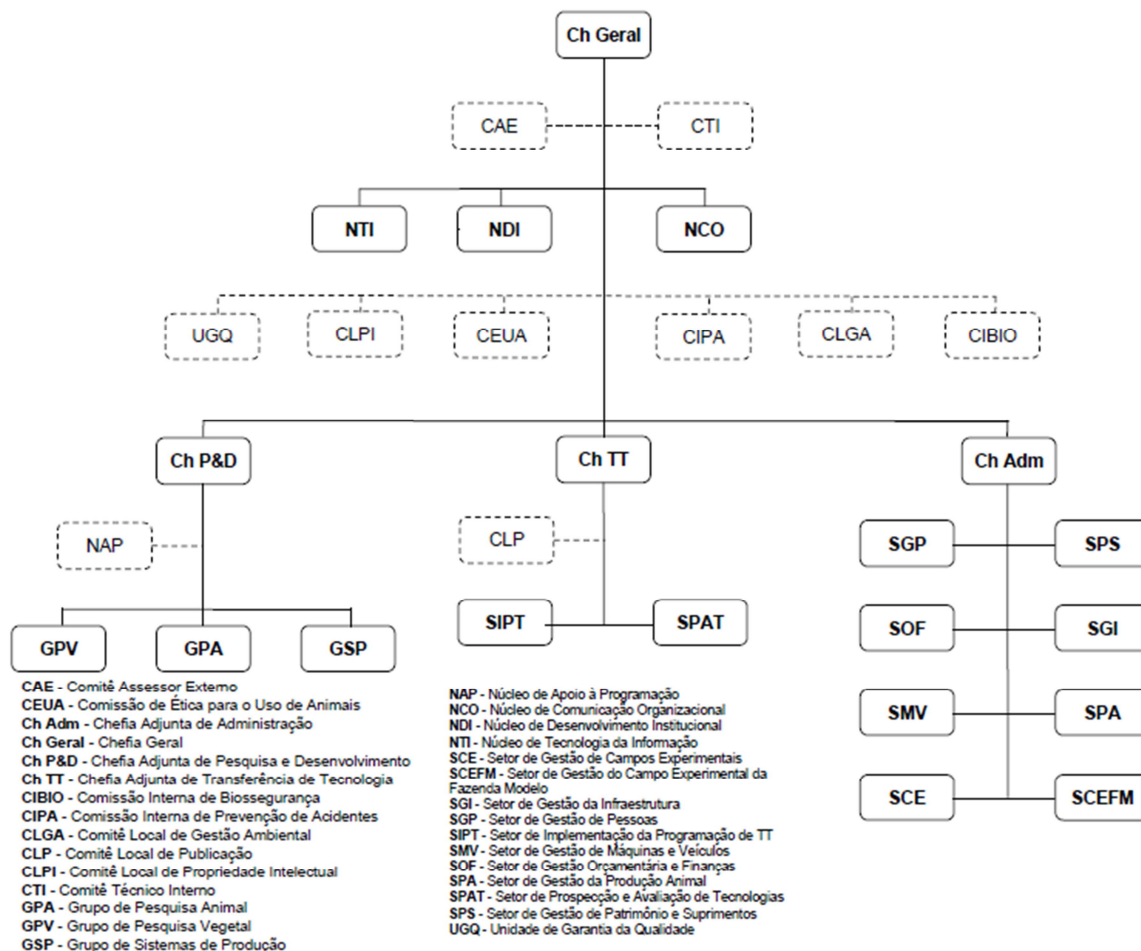 Ch Geral
CAE
CTI
NTI
NDI
NCO
UGQ
CLPI
CEUA
CIPA
CLGA
CIBIO
Ch P&D
Ch TT
Ch Adm
NAP
CLP
SGP
SPS
GPV
GPA
GSP
SIPT
SPAT
SOF
SGI
SMV
SPA
SCE
SCEFM
CAE - Comitê Assessor Externo
CEUA - Comissão de Ética para o Uso de Animais
Ch Adm - Chefia Adjunta de Administração
Ch Geral - Chefia Geral
Ch P&D - Chefia Adjunta de Pesquisa e Desenvolvimento
Ch TT - Chefia Adjunta de Transferência de Tecnologia
CIBIO - Comissão Interna de Biossegurança
CIPA - Comissão Interna de Prevenção de Acidentes
CLGA - Comitê Local de Gestão Ambiental
CLP - Comitê Local de Publicação
CLPI - Comitê Local de Propriedade Intelectual
CTI - Comitê Técnico Interno
GPA - Grupo de Pesquisa Animal
GPV - Grupo de Pesquisa Vegetal
GSP - Grupo de Sistemas de Produção
NAP - Núcleo de Apoio à Programação
NCO - Núcleo de Comunicação Organizacional
NDI - Núcleo de Desenvolvimento Institucional
NTI - Núcleo de Tecnologia da Informação
SCE - Setor de Gestão de Campos Experimentais
SCEFM - Setor de Gestão do Campo Experimental da
Fazenda Modelo
SGI - Setor de Gestão da Infraestrutura
SGP - Setor de Gestão de Pessoas
SIPT - Setor de Implementação da Programação de TT
SMV - Setor de Gestão de Máquinas e Veículos
SOF - Setor de Gestão Orçamentária e Finanças
SPA - Setor de Gestão da Produção Animal
SPAT - Setor de Prospecção e Avaliação de Tecnologias
SPS - Setor de Gestão de Patrimônio e Suprimentos
UGQ - Unidade de Garantia da Qualidade